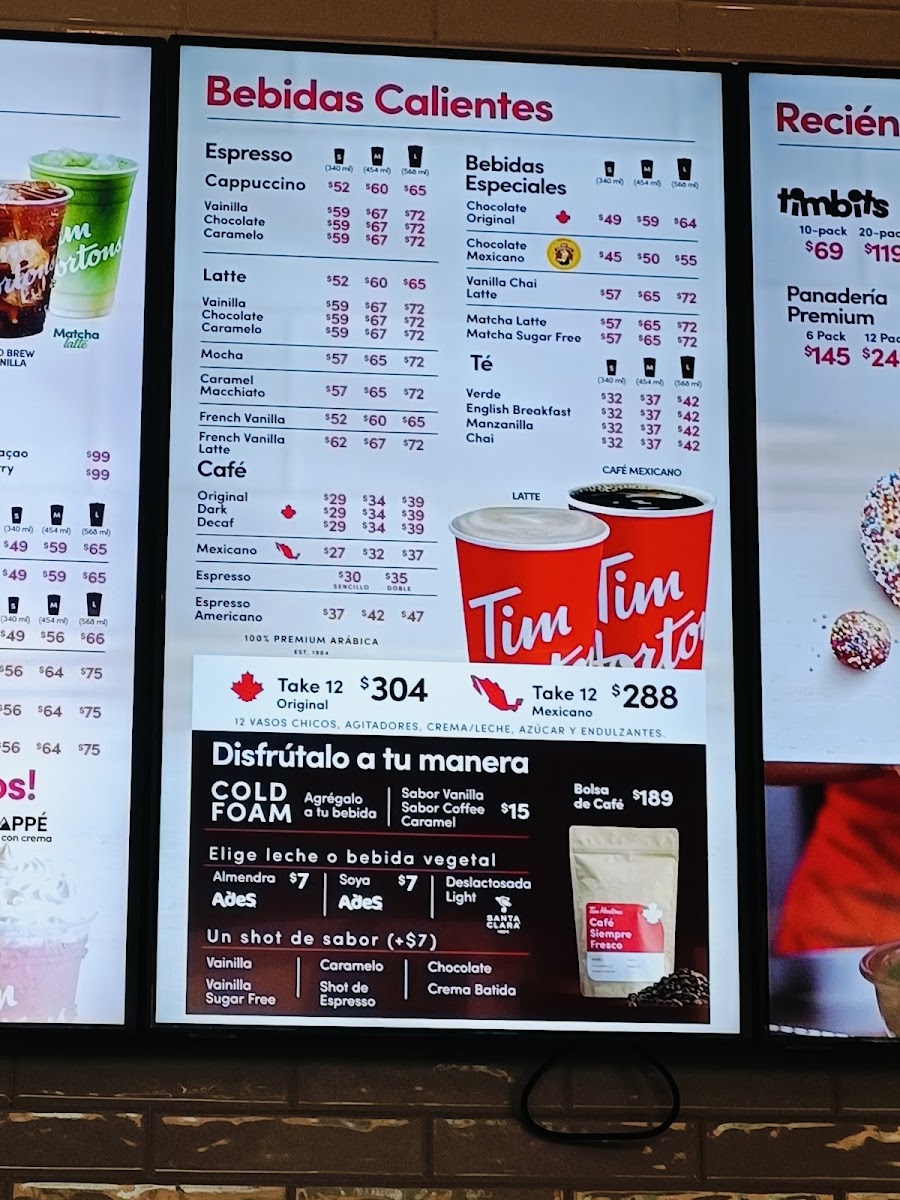 Tim
Hortons
Matcha
latte
$99
$99
S M L
(340 ml) (454 ml) (568 ml)
$49 $59 $65
$49 $59 $65
S M L
(340 ml) (454 ml) (568 ml)
$49 $56 $66
$56 $64 $75
$56 $64 $75
$56 $64 $75
con crema
Bebidas Calientes
Espresso S M L
(340 ml) (454 ml) (568 ml)
Cappuccino $52 $60 $65
Vainilla $59 $67 $72
Chocolate $59 $67 $72
Caramelo $59 $67 $72
Latte $52 $60 $65
Vainilla $59 $67 $72
Chocolate $59 $67 $72
Caramelo $59 $67 $72
Mocha $57 $65 $72
Caramel
Macchiato $57 $65 $72
French Vanilla $52 $60 $65
French Vanilla
Latte $62 $67 $72
Café
Original $29 $34 $39
Dark $29 $34 $39
Decaf $29 $34 $39
Mexicano $27 $32 $37
Espresso $30 $35
SENCILLO DOBLE
Espresso
Americano $37 $42 $47
100% PREMIUM ARÁBICA
EST. 1964
Bebidas
Especiales S M L
(340 ml) (454 ml) (568 ml)
Chocolate
Original $49 $59 $64
Chocolate
Mexicano $45 $50 $55
Vanilla Chai
Latte $57 $65 $72
Matcha Latte $57 $65 $72
Matcha Sugar Free $57 $65 $72
Té S M L
(340 ml) (454 ml) (568 ml)
Verde $32 $37 $42
English Breakfast $32 $37 $42
Manzanilla $32 $37 $42
Chai $32 $37 $42
CAFÉ MEXICANO
LATTE
Tim
Tim
Take 12 $304
Original
Take 12 $288
Mexicano
12 VASOS CHICOS, AGITADORES, CREMA/LECHE, AZÚCAR Y ENDULZANTES.
Disfrútalo a tu manera
COLD
FOAM
Agrégalo
a tu bebida
Sabor Vanilla
Sabor Coffee
Caramel
$15
Elige leche o bebida vegetal
Almendra $7
AdeS
Soya $7
AdeS
Deslactosada
Light
SANTA
CLARA
Un shot de sabor (+$7)
Vainilla
Vainilla
Sugar Free
Caramelo
Shot de
Espresso
Chocolate
Crema Batida
Bolsa
de Café $189
Tim Hortons
Café
Siempre
Fresco
Recién
timbits
10-pack
$69 $119
Panadería
Premium
6 Pack 12
$145